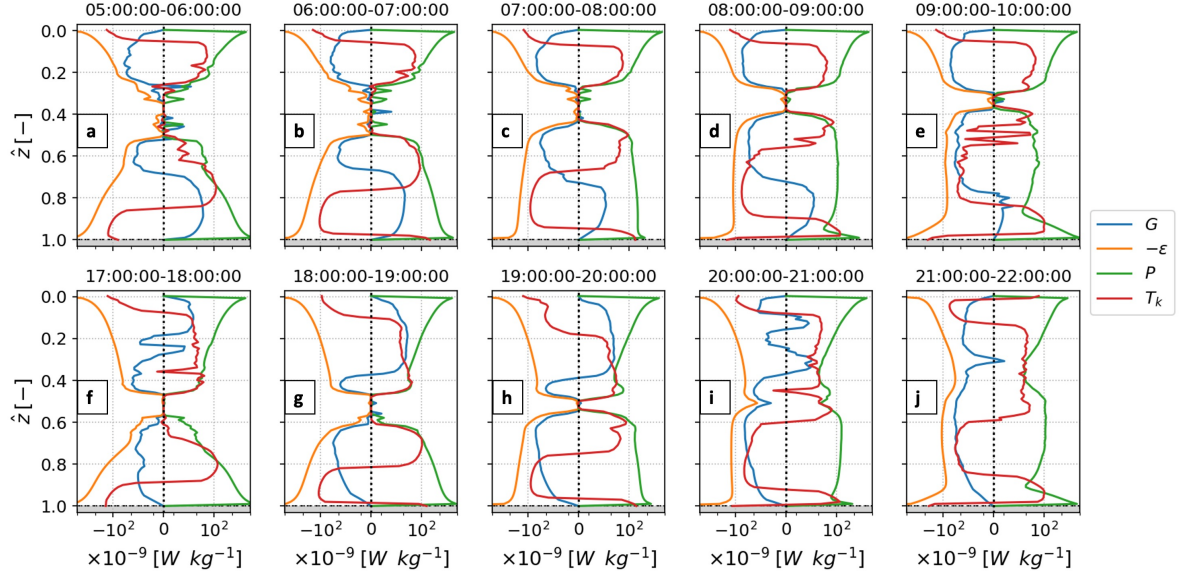 05:00:00-06:00:00 06:00:00-07:00:00 07:00:00-08:00:00 08:00:00-09:00:00 09:00:00-10:00:00
0.0
0.2
0.4
0.6
0.8
1.0
ẑ [−]
a b c d e
G
−ε
P
T_k
17:00:00-18:00:00 18:00:00-19:00:00 19:00:00-20:00:00 20:00:00-21:00:00 21:00:00-22:00:00
0.0
0.2
0.4
0.6
0.8
1.0
ẑ [−]
f g h i j
−10² 0 10² −10² 0 10² −10² 0 10² −10² 0 10² −10² 0 10²
×10⁻⁹ [W kg⁻¹] ×10⁻⁹ [W kg⁻¹] ×10⁻⁹ [W kg⁻¹] ×10⁻⁹ [W kg⁻¹] ×10⁻⁹ [W kg⁻¹]